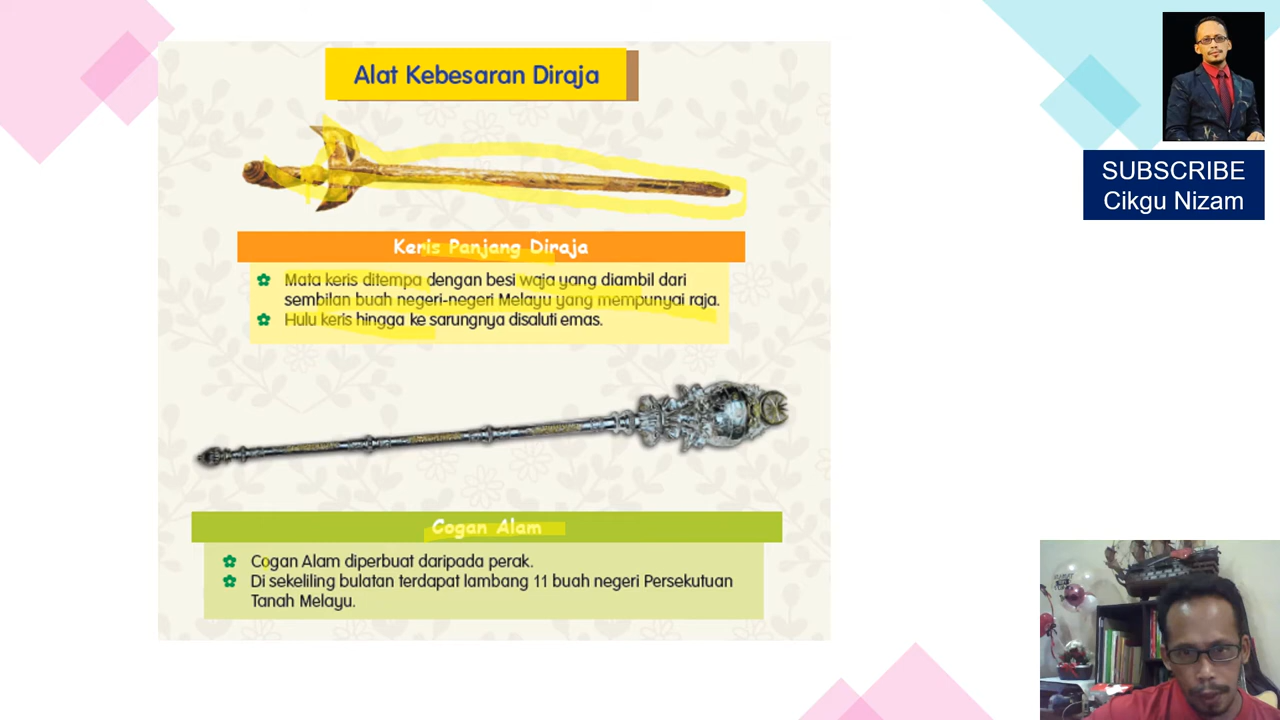 Alat Kebesaran Diraja
SUBSCRIBE
Cikgu Nizam
Keris Panjang Diraja
Mata keris ditempa dengan besi waja yang diambil dari
sembilan buah negeri-negeri Melayu yang mempunyai raja.
Hulu keris hingga ke sarungnya disaluti emas.
Cogan Alam
Cogan Alam diperbuat daripada perak.
Di sekeliling bulatan terdapat lambang 11 buah negeri Persekutuan
Tanah Melayu.